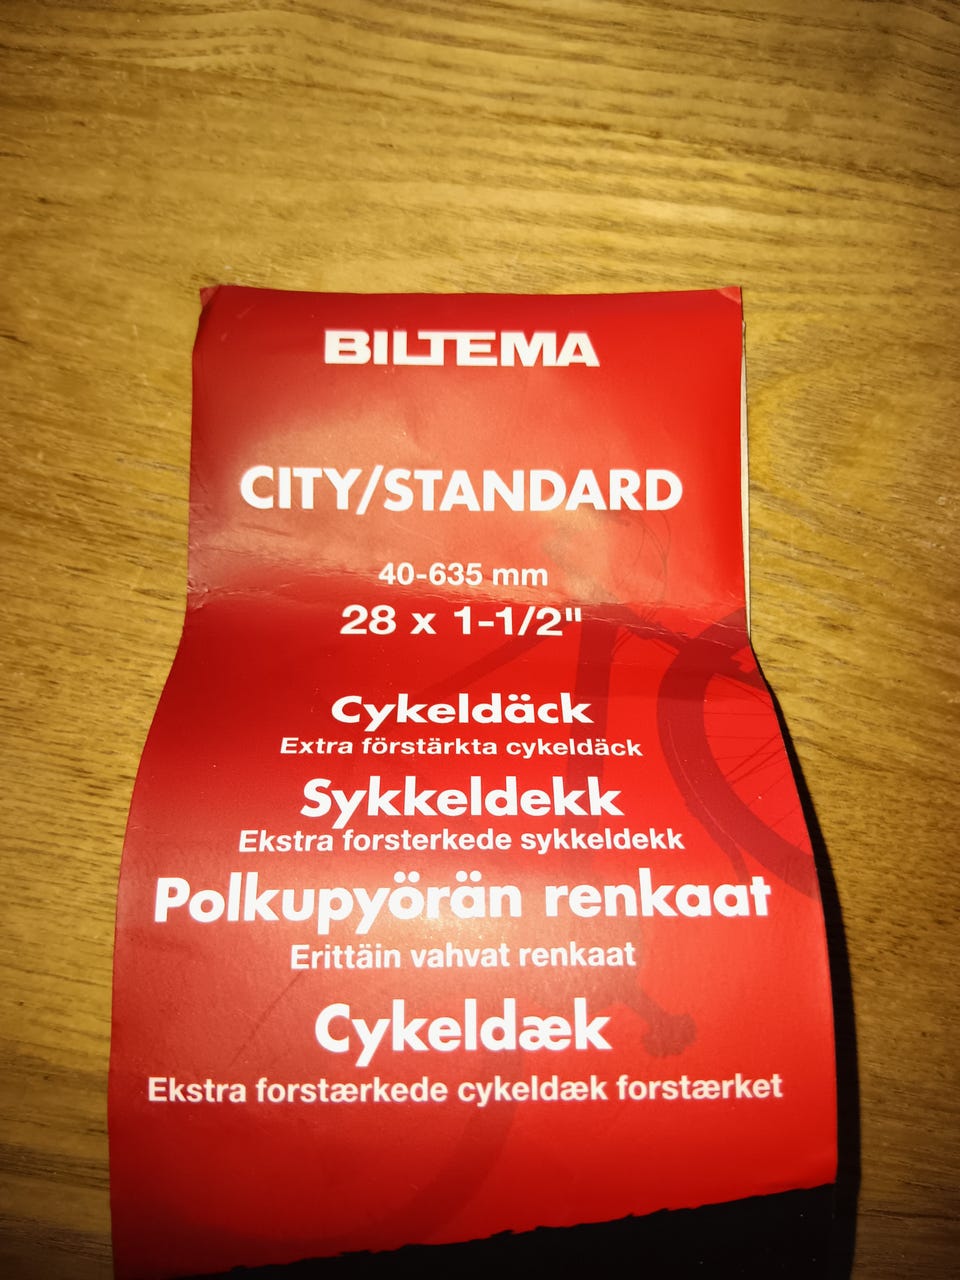 BILTEMA
CITY/STANDARD
40-635 mm
28 x 1-1/2"
Cykeldäck
Extra förstärkta cykeldäck
Sykkeldekk
Ekstra forsterkede sykkeldekk
Polkupyörän renkaat
Erittäin vahvat renkaat
Cykeldæk
Ekstra forstærkede cykeldæk forstærket